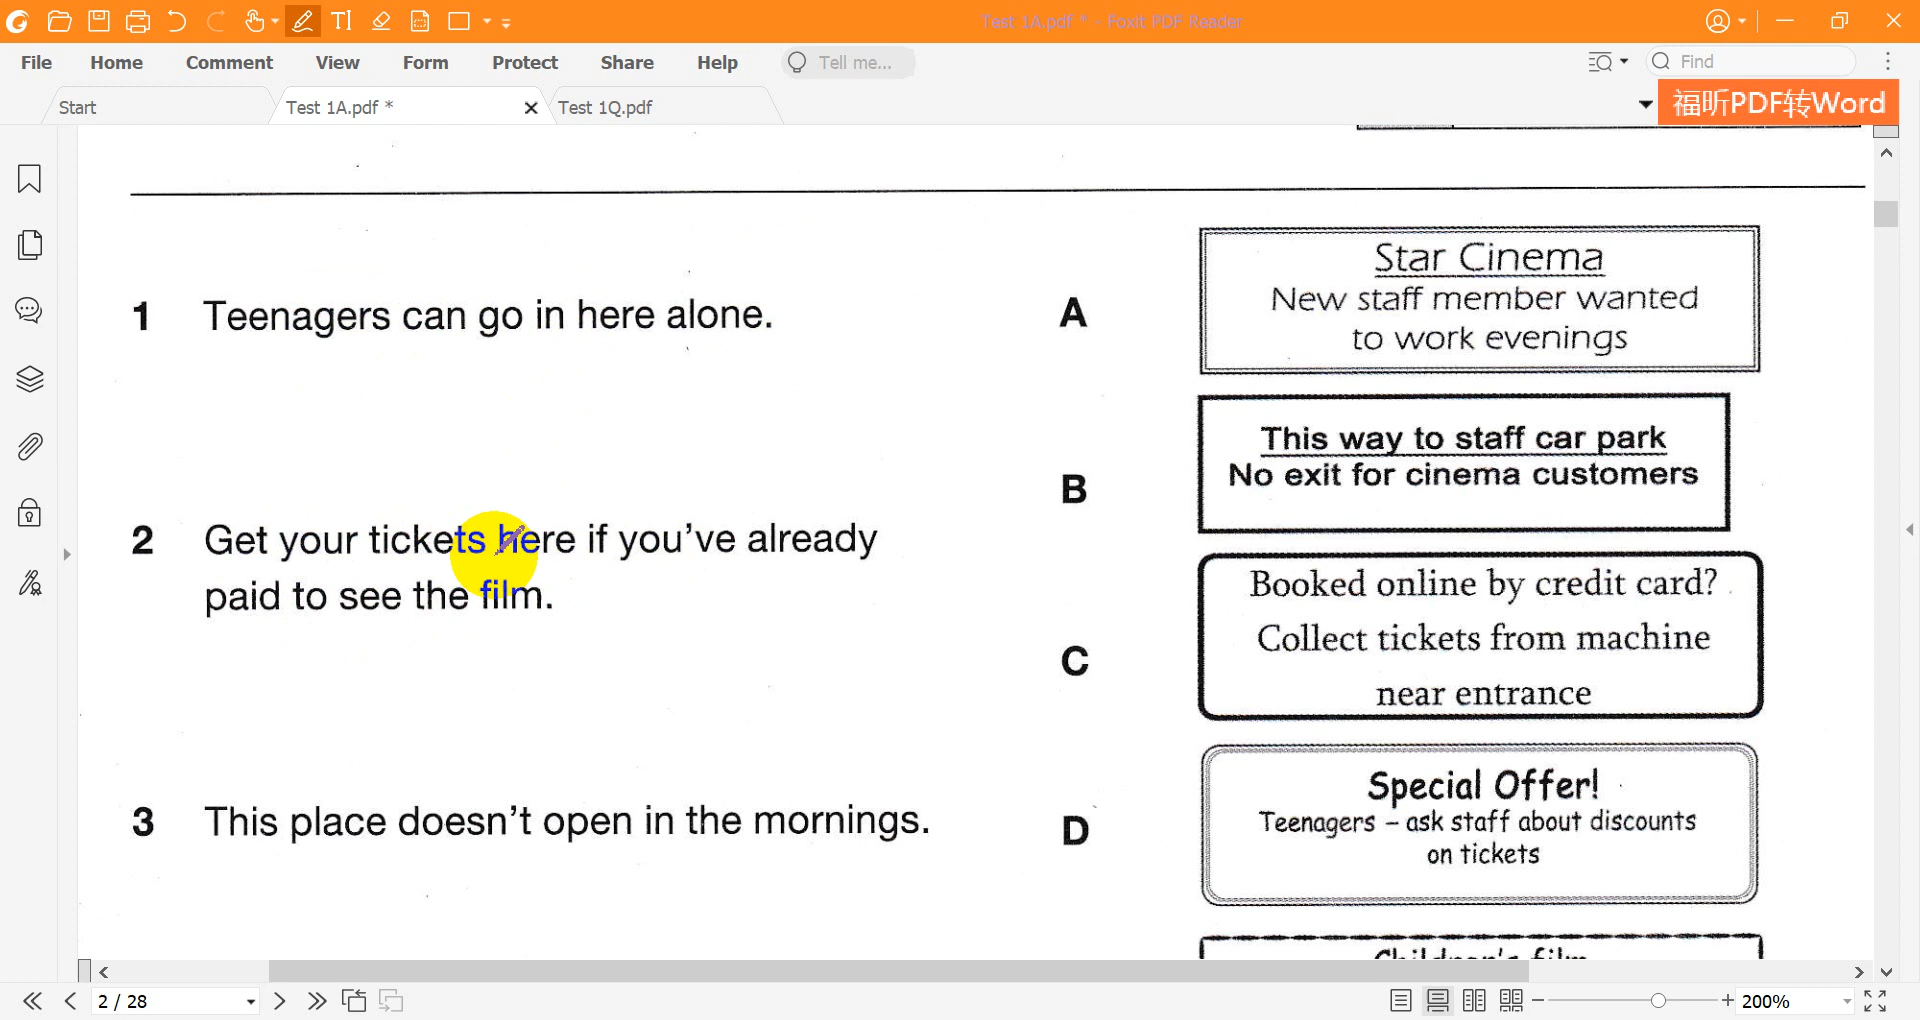 TI
Test 1A.pdf * - Foxit PDF Reader
File Home Comment View Form Protect Share Help Tell me... Find
Start Test 1A.pdf * Test 1Q.pdf 福昕PDF转Word
1 Teenagers can go in here alone.
2 Get your tickets here if you've already
paid to see the film.
3 This place doesn't open in the mornings.
A
Star Cinema
New staff member wanted
to work evenings
B
This way to staff car park
No exit for cinema customers
C
Booked online by credit card?
Collect tickets from machine
near entrance
D
Special Offer!
Teenagers – ask staff about discounts
on tickets
Children's film
2 / 28 200%